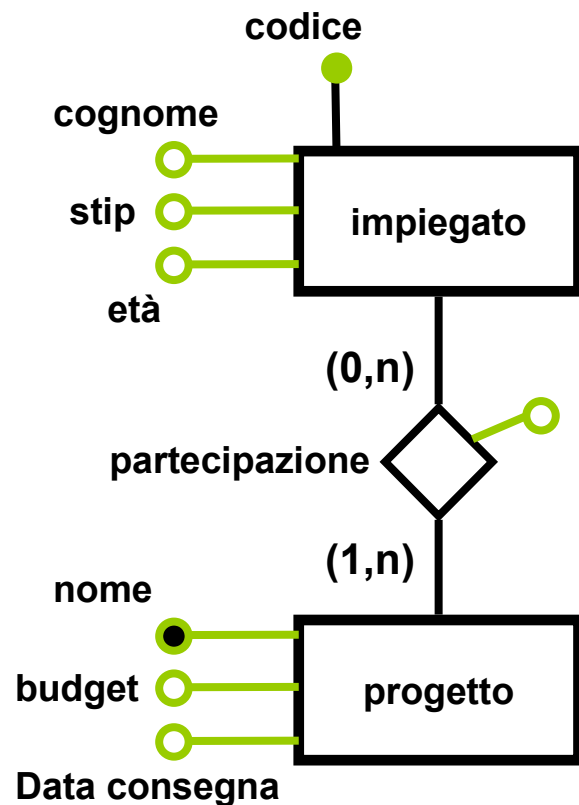 codice
cognome
stip
impiegato
età
(0,n)
partecipazione
(1,n)
nome
budget
progetto
Data consegna